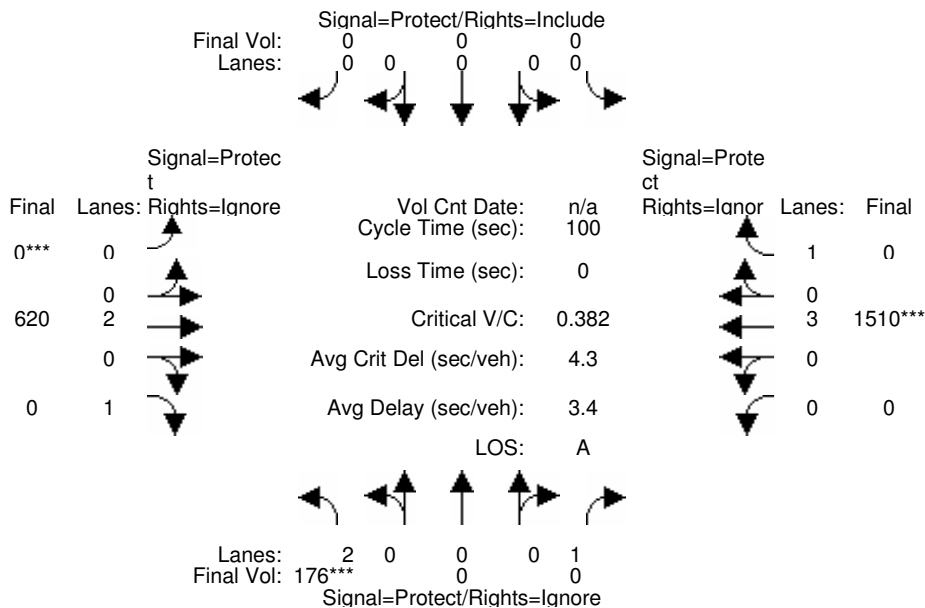 Signal=Protect/Rights=Include
Final Vol: 0 0 0
Lanes: 0 0 0 0 0
Signal=Protec
t
Signal=Prote
ct
Final Lanes: Rights=Ignore Vol Cnt Date: n/a Rights=Ignor Lanes: Final
Cycle Time (sec): 100
0*** 0 1 0
Loss Time (sec): 0
0 0
620 2 Critical V/C: 0.382 3 1510***
0 Avg Crit Del (sec/veh): 4.3 0
0 1 Avg Delay (sec/veh): 3.4 0 0
LOS: A
Lanes: 2 0 0 0 1
Final Vol: 176*** 0 0
Signal=Protect/Rights=Ignore